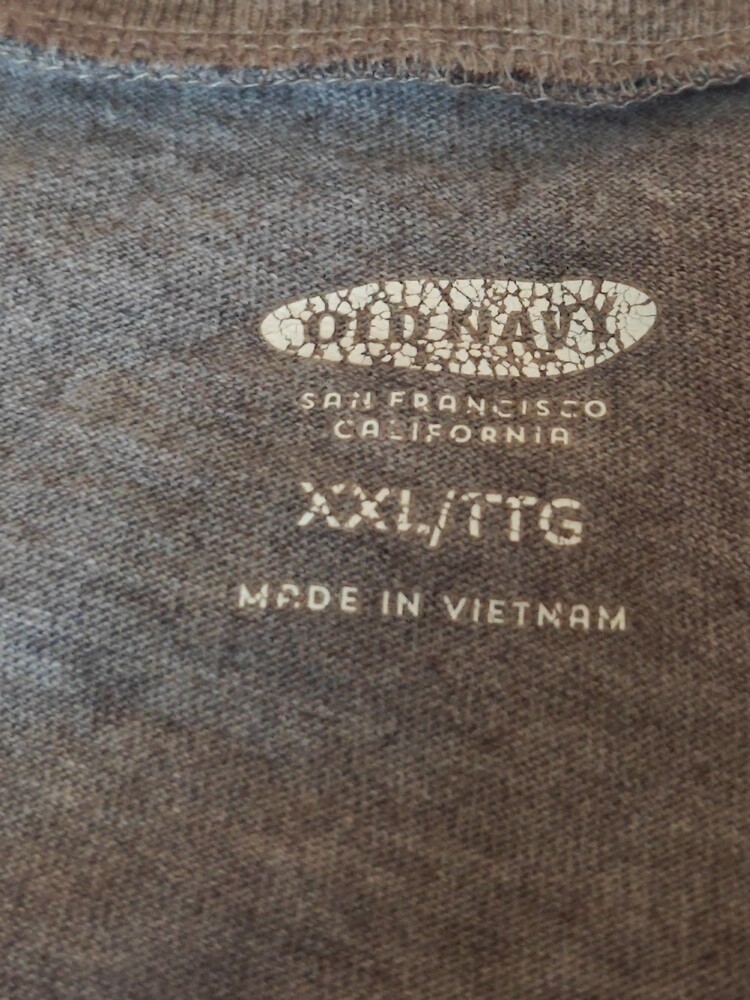 OLD NAVY
SAN FRANCISCO
CALIFORNIA
XXL/TTG
MADE IN VIETNAM